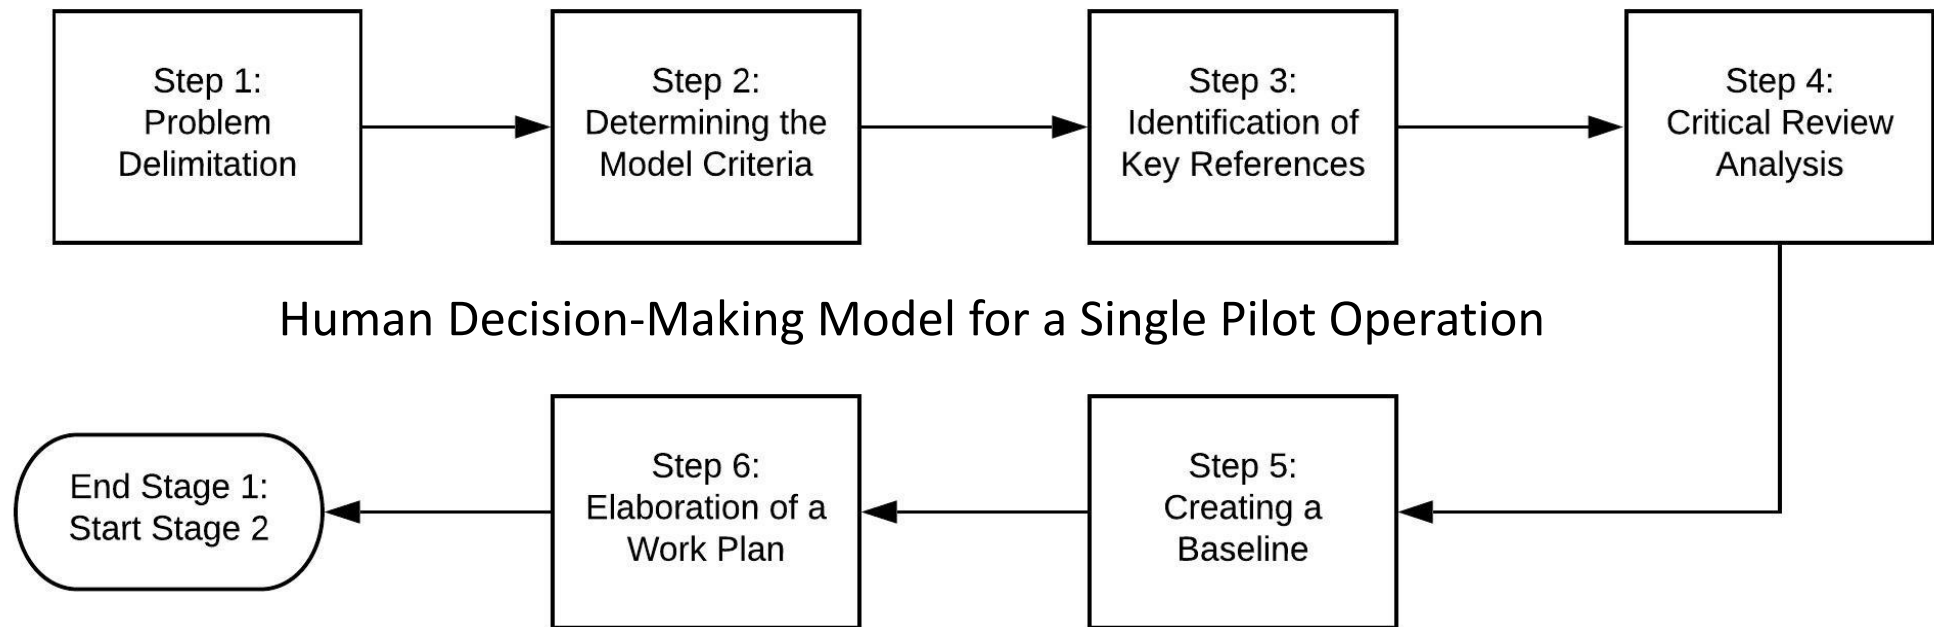 Step 1:
Problem
Delimitation
Step 2:
Determining the
Model Criteria
Step 3:
Identification of
Key References
Step 4:
Critical Review
Analysis
Human Decision-Making Model for a Single Pilot Operation
End Stage 1:
Start Stage 2
Step 6:
Elaboration of a
Work Plan
Step 5:
Creating a
Baseline